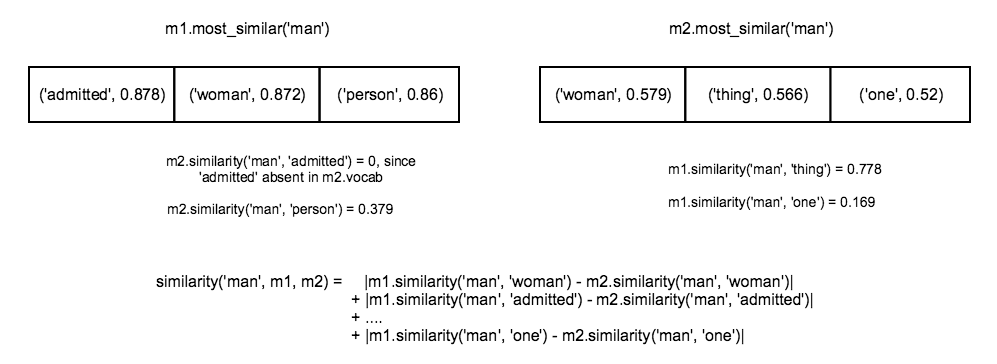 m1.most_similar('man')
m2.most_similar('man')
('admitted', 0.878) ('woman', 0.872) ('person', 0.86)
('woman', 0.579) ('thing', 0.566) ('one', 0.52)
m2.similarity('man', 'admitted') = 0, since
'admitted' absent in m2.vocab
m2.similarity('man', 'person') = 0.379
m1.similarity('man', 'thing') = 0.778
m1.similarity('man', 'one') = 0.169
similarity('man', m1, m2) = |m1.similarity('man', 'woman') - m2.similarity('man', 'woman')|
+ |m1.similarity('man', 'admitted') - m2.similarity('man', 'admitted')|
+ ....
+ |m1.similarity('man', 'one') - m2.similarity('man', 'one')|